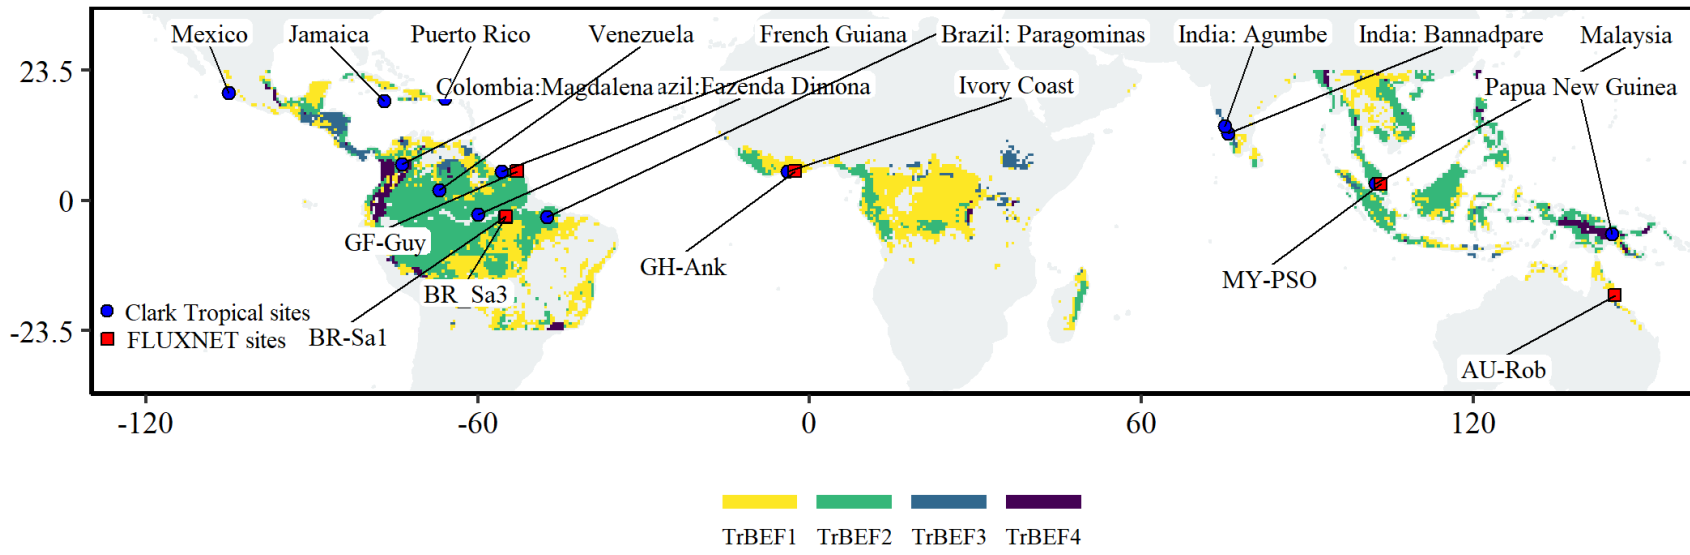 Mexico
Jamaica
Puerto Rico
Venezuela
French Guiana
Brazil: Paragominas
India: Agumbe
India: Bannadpare
Malaysia
23.5
Colombia:Magdalena
azil:Fazenda Dimona
Ivory Coast
Papua New Guinea
0
GF-Guy
GH-Ank
MY-PSO
BR_Sa3
Clark Tropical sites
-23.5
FLUXNET sites
BR-Sa1
AU-Rob
-120
-60
0
60
120
TrBEF1
TrBEF2
TrBEF3
TrBEF4